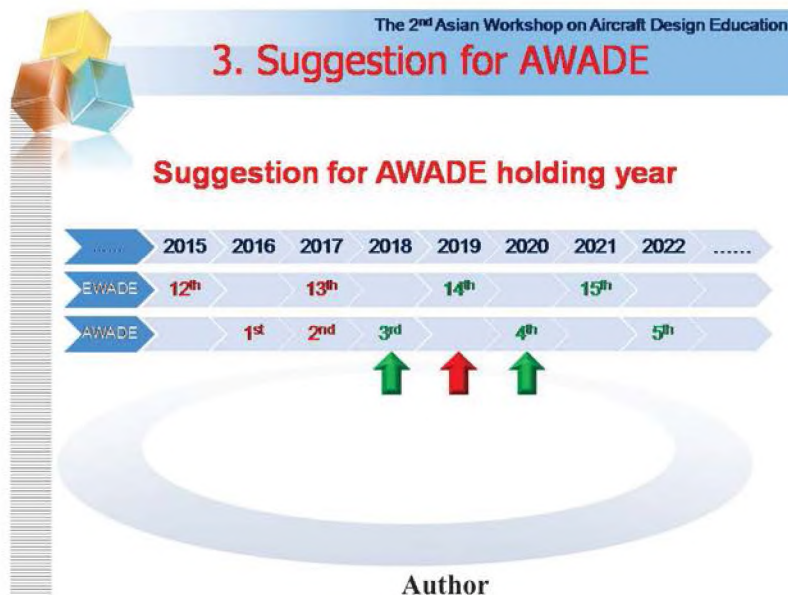 The 2nd Asian Workshop on Aircraft Design Education
3. Suggestion for AWADE
Suggestion for AWADE holding year
...... 2015 2016 2017 2018 2019 2020 2021 2022 ......
EWADE 12th 13th 14th 15th
AWADE 1st 2nd 3rd 4th 5th
Author